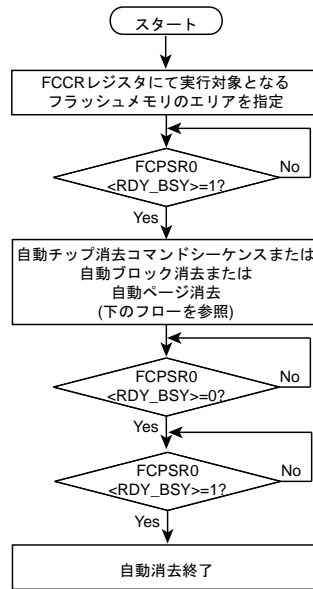 スタート
FCCRレジスタにて実行対象となる
フラッシュメモリのエリアを指定
FCPSR0
<RDY_BSY>=1?
No
Yes
自動チップ消去コマンドシーケンスまたは
自動ブロック消去または
自動ページ消去
(下のフローを参照)
FCPSR0
<RDY_BSY>=0?
No
Yes
FCPSR0
<RDY_BSY>=1?
No
Yes
自動消去終了